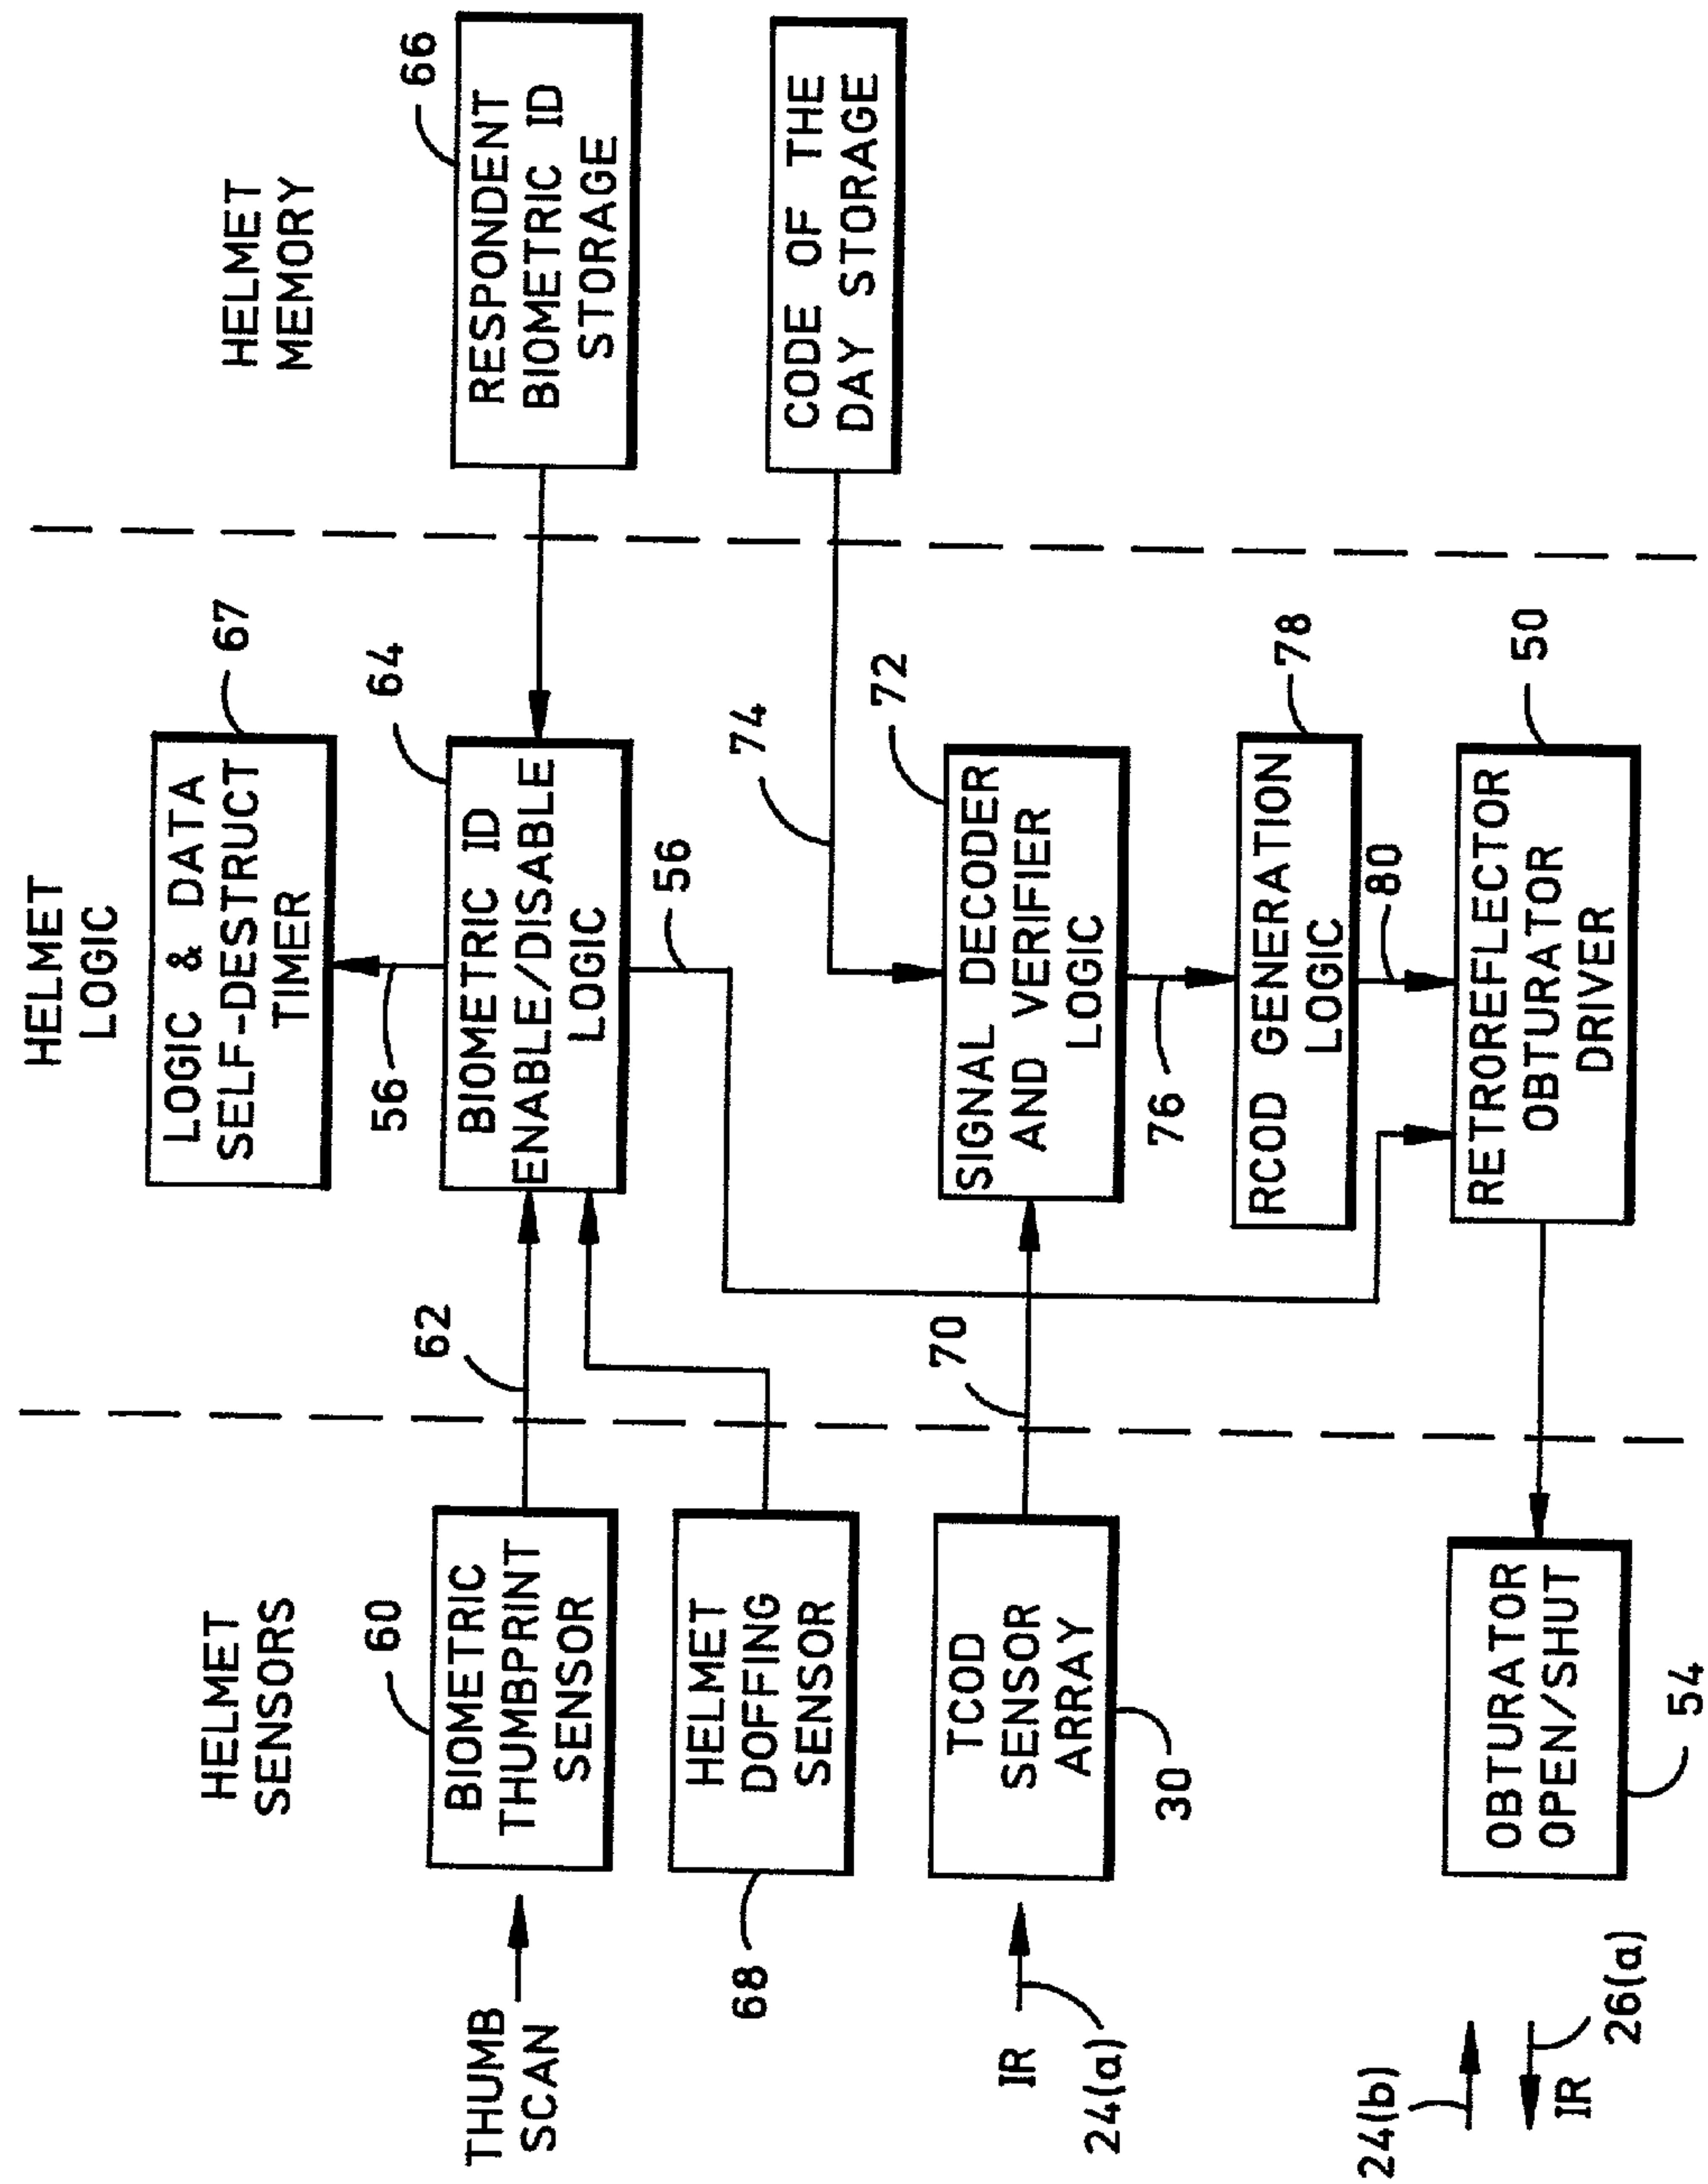 HELMET
SENSORS
HELMET
LOGIC
HELMET
MEMORY
THUMB
SCAN
60
BIOMETRIC
THUMBPRINT
SENSOR
62
LOGIC & DATA
SELF-DESTRUCT
TIMER
67
56
BIOMETRIC ID
ENABLE/DISABLE
LOGIC
64
56
RESPONDENT
BIOMETRIC ID
STORAGE
66
68
HELMET
DOFFING
SENSOR
CODE OF THE
DAY STORAGE
74
IR
24(a)
TCOD
SENSOR
ARRAY
30
70
SIGNAL DECODER
AND VERIFIER
LOGIC
72
76
RCOD GENERATION
LOGIC
78
80
24(b)
26(a)
IR
OBTURATOR
OPEN/SHUT
54
RETROREFLECTOR
OBTURATOR
DRIVER
50